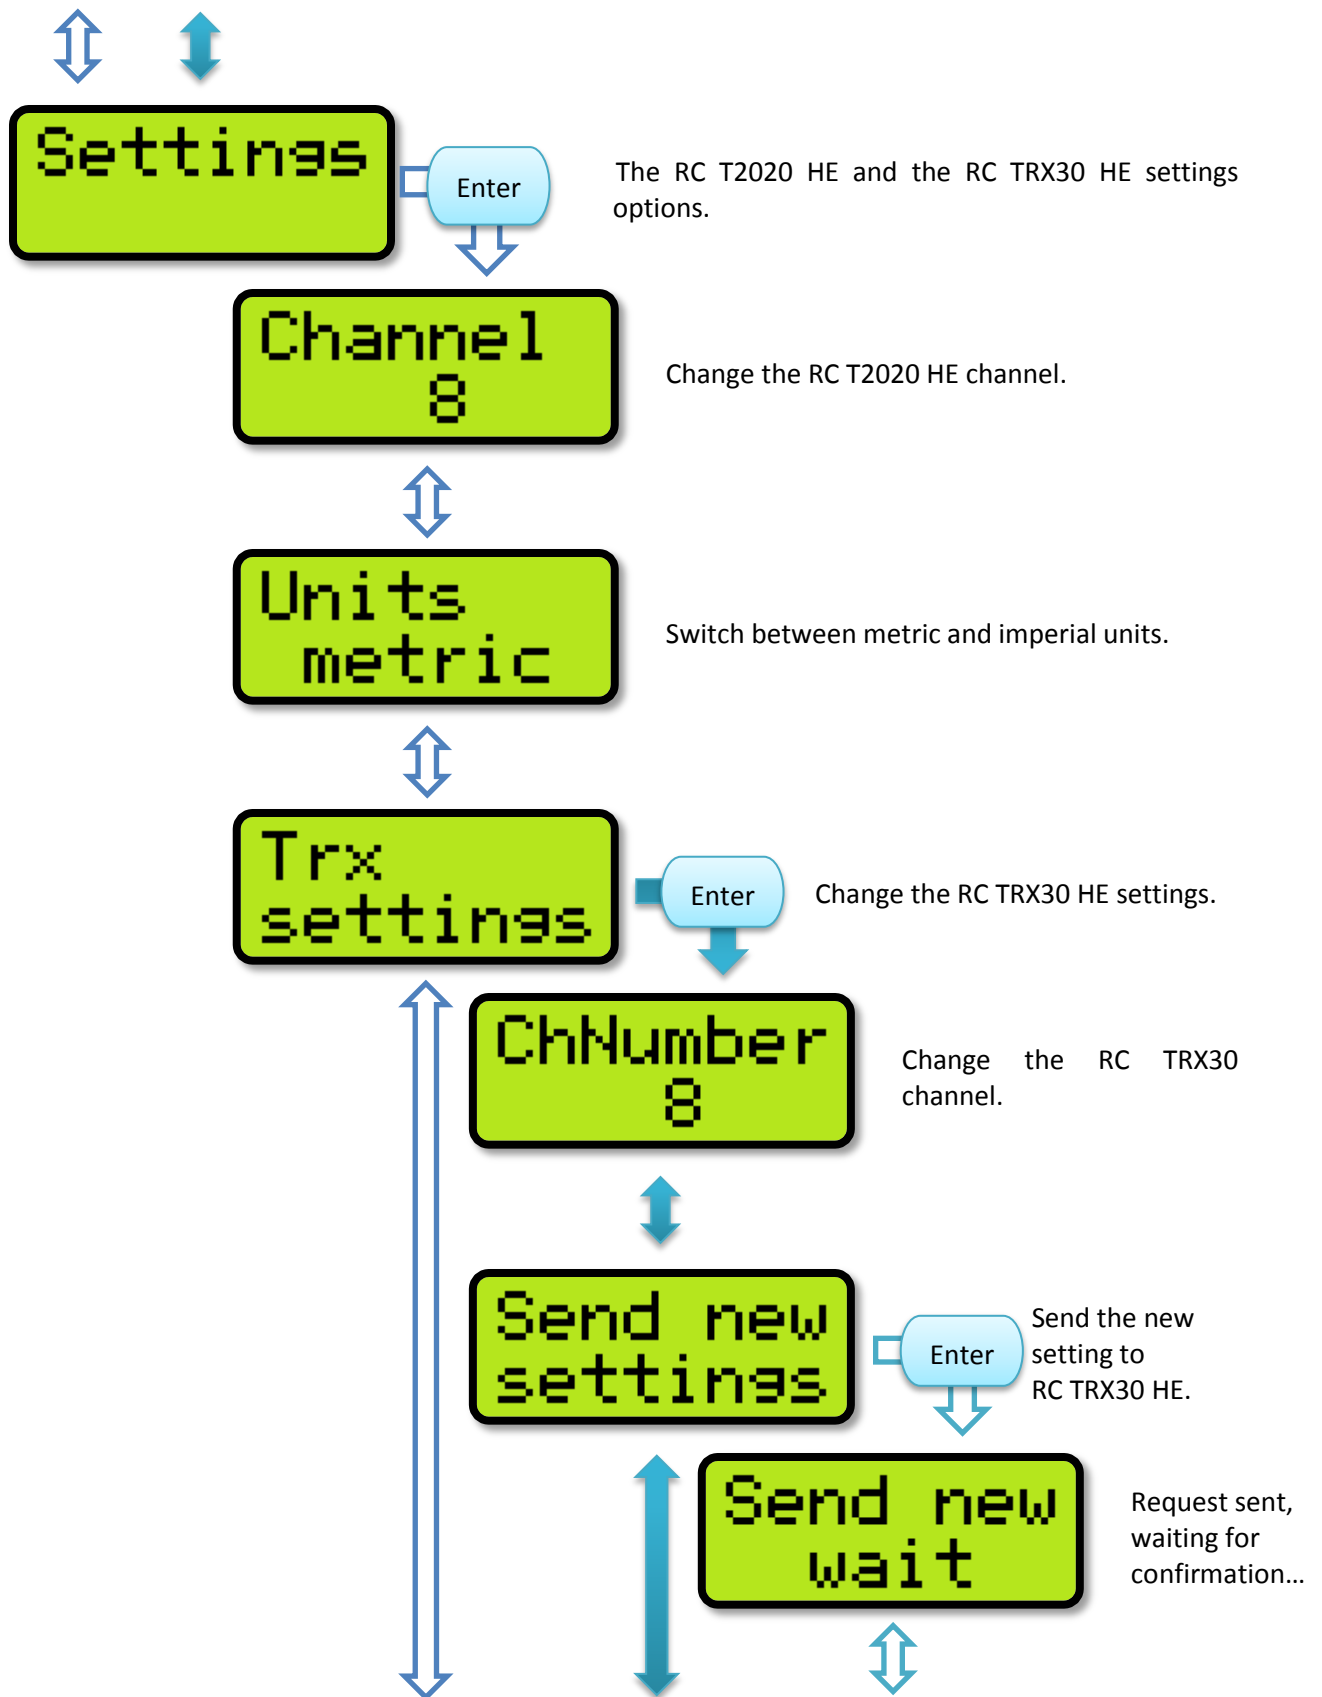 Settings
Enter
The RC T2020 HE and the RC TRX30 HE settings
options.
Channel
8
Change the RC T2020 HE channel.
Units
metric
Switch between metric and imperial units.
Trx
settings
Enter
Change the RC TRX30 HE settings.
ChNumber
8
Change the RC TRX30
channel.
Send new
settings
Enter
Send the new
setting to
RC TRX30 HE.
Send new
wait
Request sent,
waiting for
confirmation...